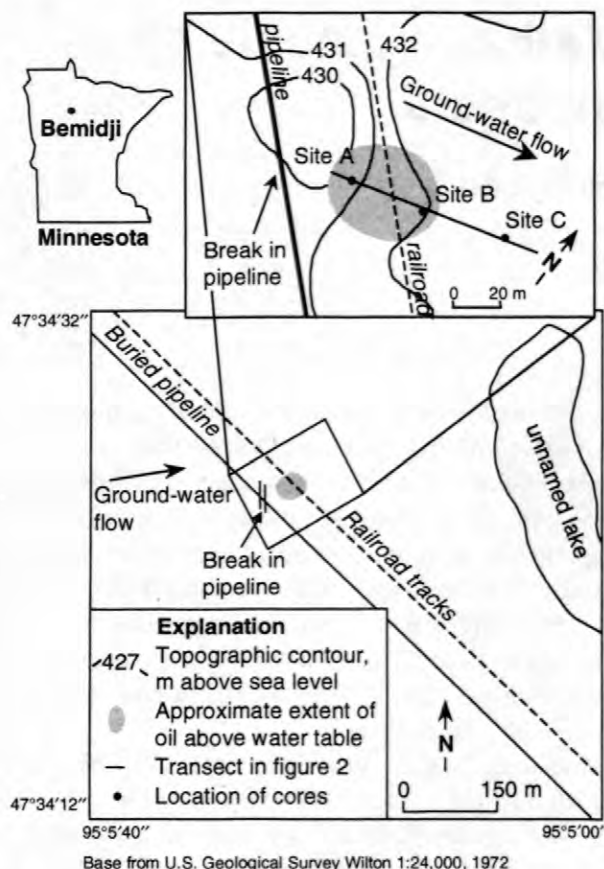 Bemidji
Minnesota
pipeline
431
432
430
Ground-water
flow
Site A
Site B
Site C
Break in
pipeline
railroad
N
0 20 m
47°34′32″
Buried pipeline
Ground-water
flow
Break in
pipeline
Railroad tracks
unnamed lake
Explanation
427 Topographic contour,
m above sea level
Approximate extent of
oil above water table
Transect in figure 2
Location of cores
N
0 150 m
47°34′12″
95°5′40″ 95°5′00″
Base from U.S. Geological Survey Wilton 1:24,000, 1972